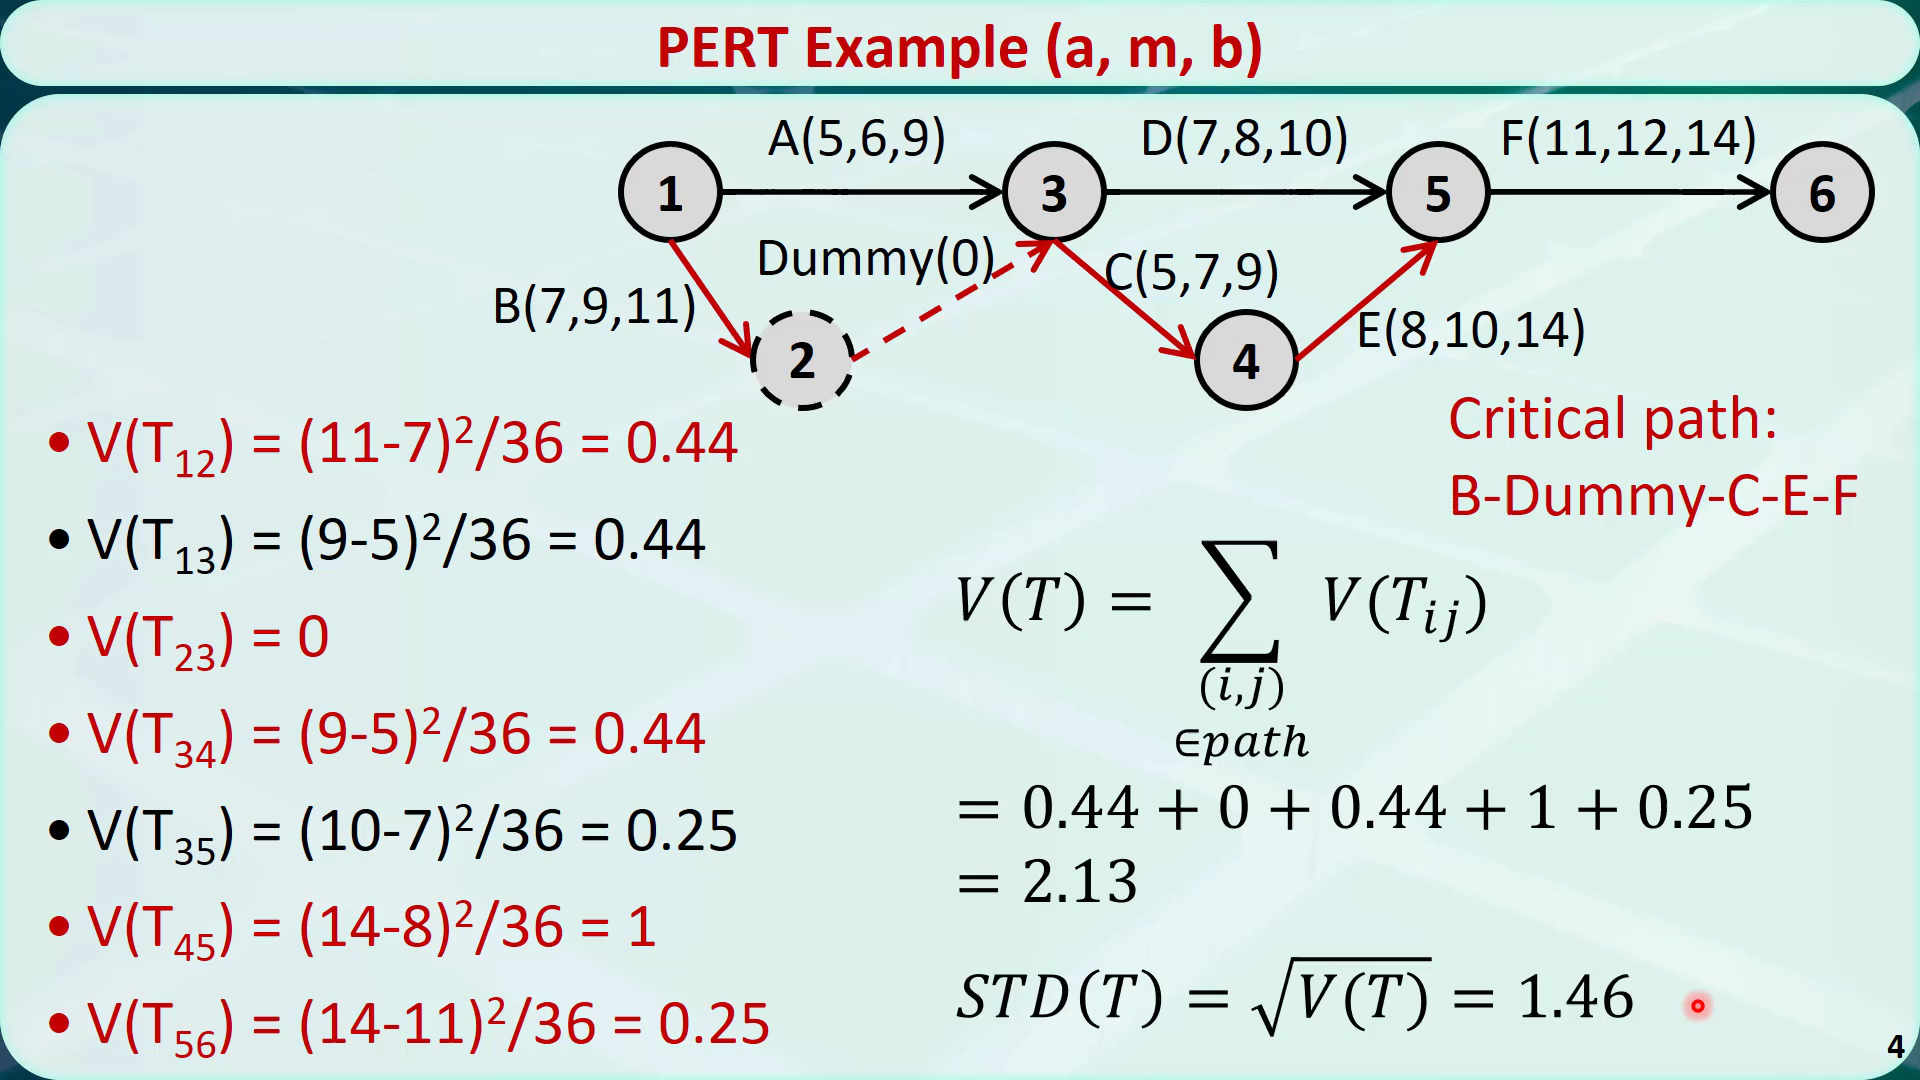 PERT Example (a, m, b)
A(5,6,9)
D(7,8,10)
F(11,12,14)
1
3
5
6
Dummy(0)
C(5,7,9)
B(7,9,11)
E(8,10,14)
2
4
Critical path:
B-Dummy-C-E-F
• V(T₁₂) = (11-7)²/36 = 0.44
• V(T₁₃) = (9-5)²/36 = 0.44
• V(T₂₃) = 0
• V(T₃₄) = (9-5)²/36 = 0.44
• V(T₃₅) = (10-7)²/36 = 0.25
• V(T₄₅) = (14-8)²/36 = 1
• V(T₅₆) = (14-11)²/36 = 0.25
V(T) = ∑ V(Tᵢⱼ)
(i,j)
∈path
= 0.44 + 0 + 0.44 + 1 + 0.25
= 2.13
STD(T) = √V(T) = 1.46
4